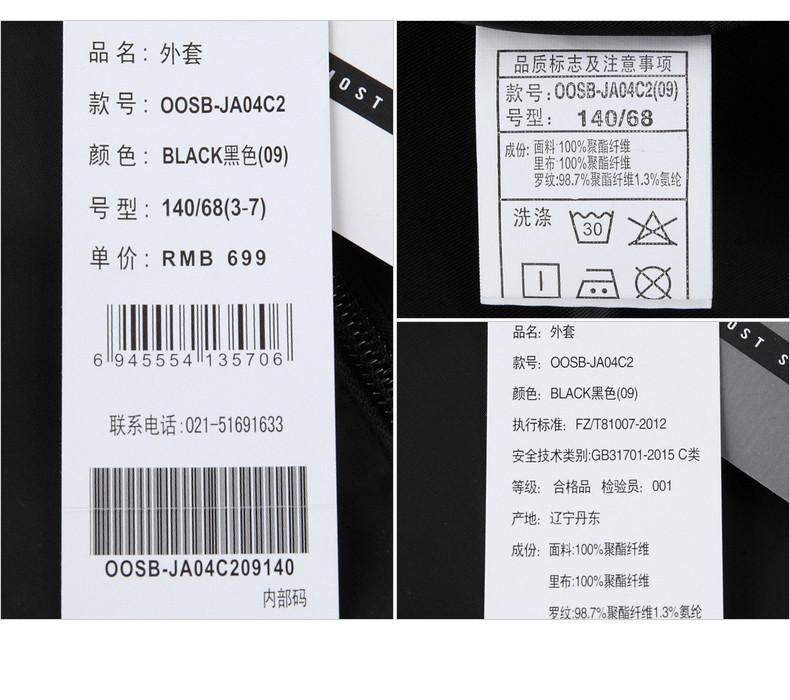 品名：外套
款号：OOSB-JA04C2
颜色：BLACK黑色(09)
号型：140/68(3-7)
单价：RMB 699
6 945554 135706
联系电话:021-51691633
OOSB-JA04C209140
内部码
MOST
品质标志及注意事项
款号:OOSB-JA04C2(09)
号型： 140/68
成份: 面料:100%聚酯纤维
里布:100%聚酯纤维
罗纹:98.7%聚酯纤维1.3%氨纶
洗涤
30
品名: 外套
款号: OOSB-JA04C2
颜色: BLACK黑色(09)
执行标准: FZ/T81007-2012
安全技术类别:GB31701-2015 C类
等级: 合格品 检验员: 001
产地: 辽宁丹东
成份: 面料:100%聚酯纤维
里布:100%聚酯纤维
罗纹:98.7%聚酯纤维1.3%氨纶
OST S